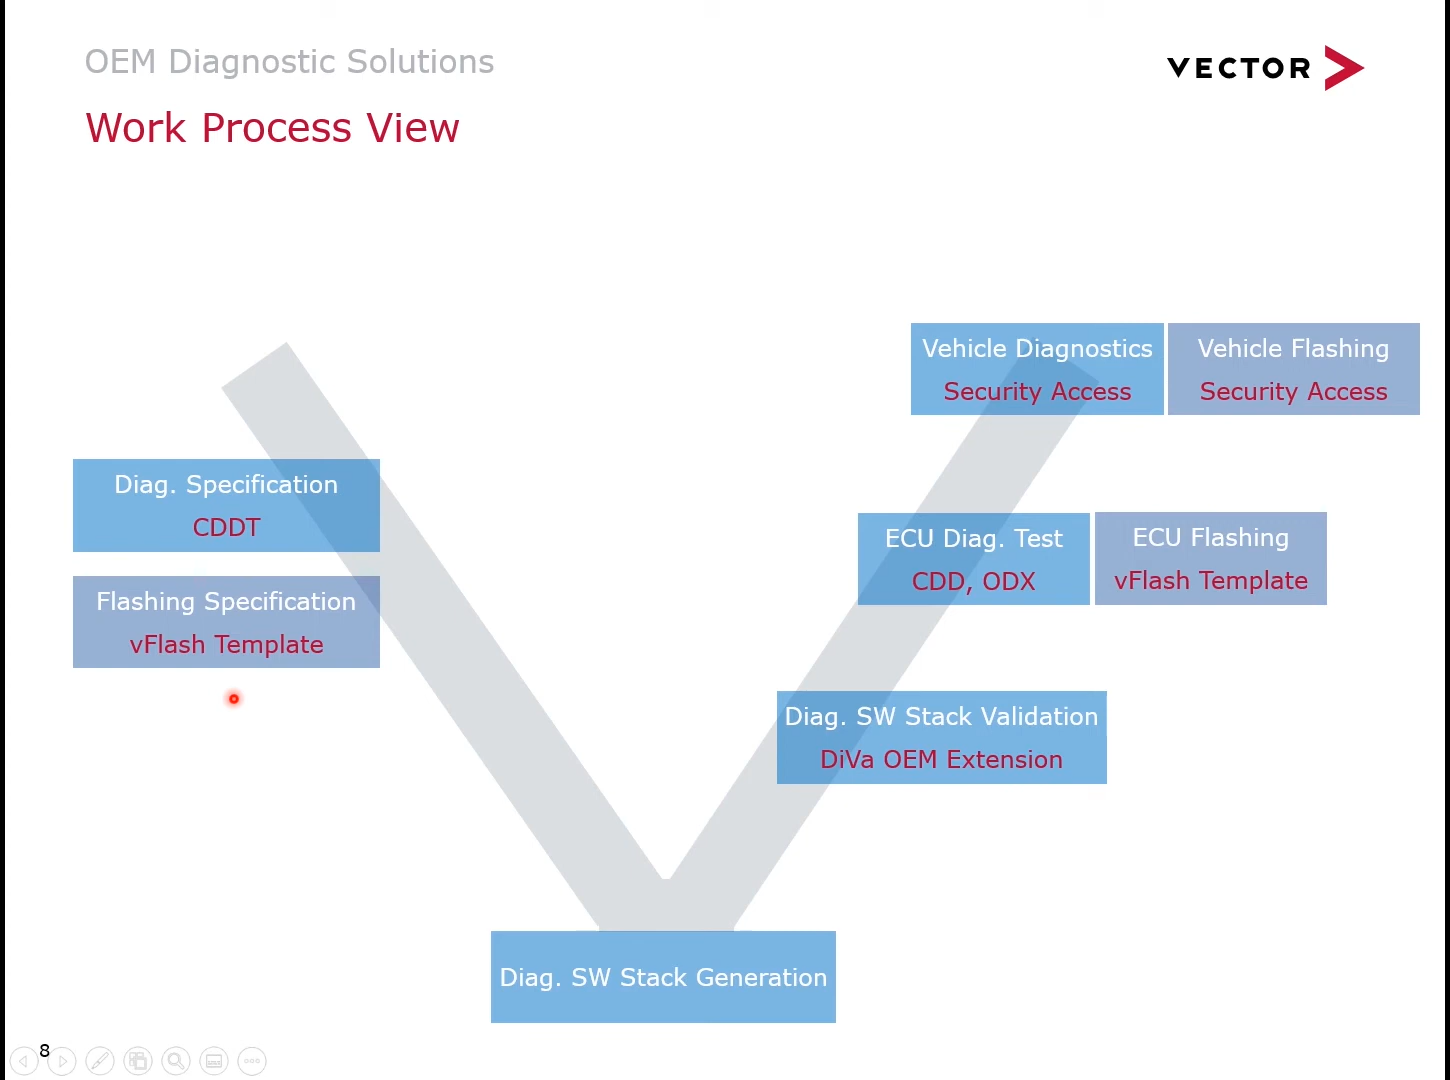 OEM Diagnostic Solutions
VECTOR
Work Process View
Vehicle Diagnostics
Security Access
Vehicle Flashing
Security Access
Diag. Specification
CDDT
ECU Diag. Test
CDD, ODX
ECU Flashing
vFlash Template
Flashing Specification
vFlash Template
Diag. SW Stack Validation
DiVa OEM Extension
Diag. SW Stack Generation
8